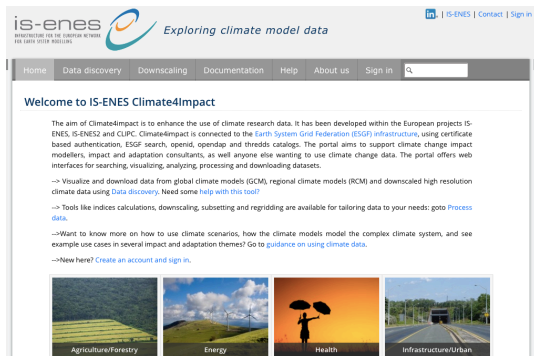 is-enes
INFRASTRUCTURE FOR THE EUROPEAN NETWORK
FOR EARTH SYSTEM MODELLING
Exploring climate model data
in | IS-ENES | Contact | Sign in
Home Data discovery Downscaling Documentation Help About us Sign in
Welcome to IS-ENES Climate4Impact
The aim of Climate4Impact is to enhance the use of climate research data. It has been developed within the European projects IS-
ENES, IS-ENES2 and CLIPC. Climate4impact is connected to the Earth System Grid Federation (ESGF) infrastructure, using certificate
based authentication, ESGF search, openid, opendap and thredds catalogs. The portal aims to support climate change impact
modellers, impact and adaptation consultants, as well anyone else wanting to use climate change data. The portal offers web
interfaces for searching, visualizing, analyzing, processing and downloading datasets.
--> Visualize and download data from global climate models (GCM), regional climate models (RCM) and downscaled high resolution
climate data using Data discovery. Need some help with this tool?
--> Tools like indices calculations, downscaling, subsetting and regridding are available for tailoring data to your needs: goto Process
data.
-->Want to know more on how to use climate scenarios, how the climate models model the complex climate system, and see
example use cases in several impact and adaptation themes? Go to guidance on using climate data.
-->New here? Create an account and sign in.
Agriculture/Forestry Energy Health Infrastructure/Urban